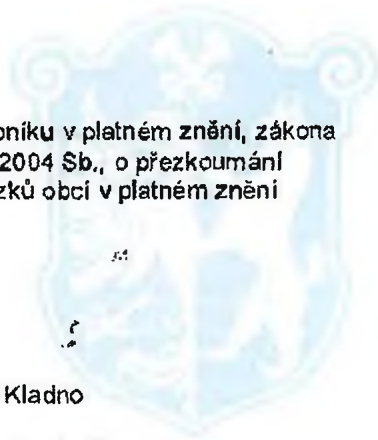 oníku v platném znění, zákona
2004 Sb., o přezkoumání
zků obcí v platném znění
Kladno